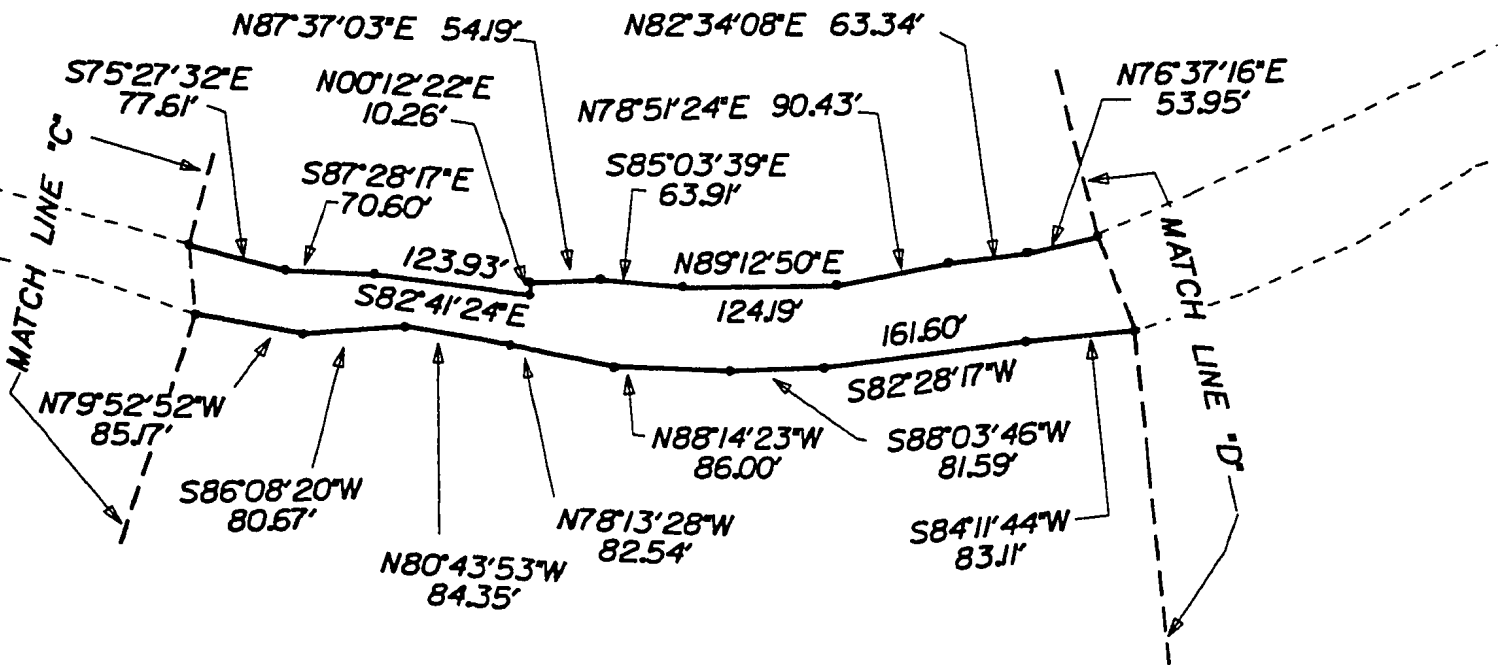 N87°37'03"E 54.19'
N82°34'08"E 63.34'
S75°27'32"E
77.61'
N00°12'22"E
10.26'
N78°51'24"E 90.43'
N76°37'16"E
53.95'
MATCH LINE "C"
S87°28'17"E
70.60'
S85°03'39"E
63.91'
123.93'
S82°41'24"E
N89°12'50"E
124.19'
161.60'
S82°28'17"W
MATCH LINE "D"
N79°52'52"W
85.17'
S86°08'20"W
80.67'
N80°43'53"W
84.35'
N78°13'28"W
82.54'
N88°14'23"W
86.00'
S88°03'46"W
81.59'
S84°11'44"W
83.11'